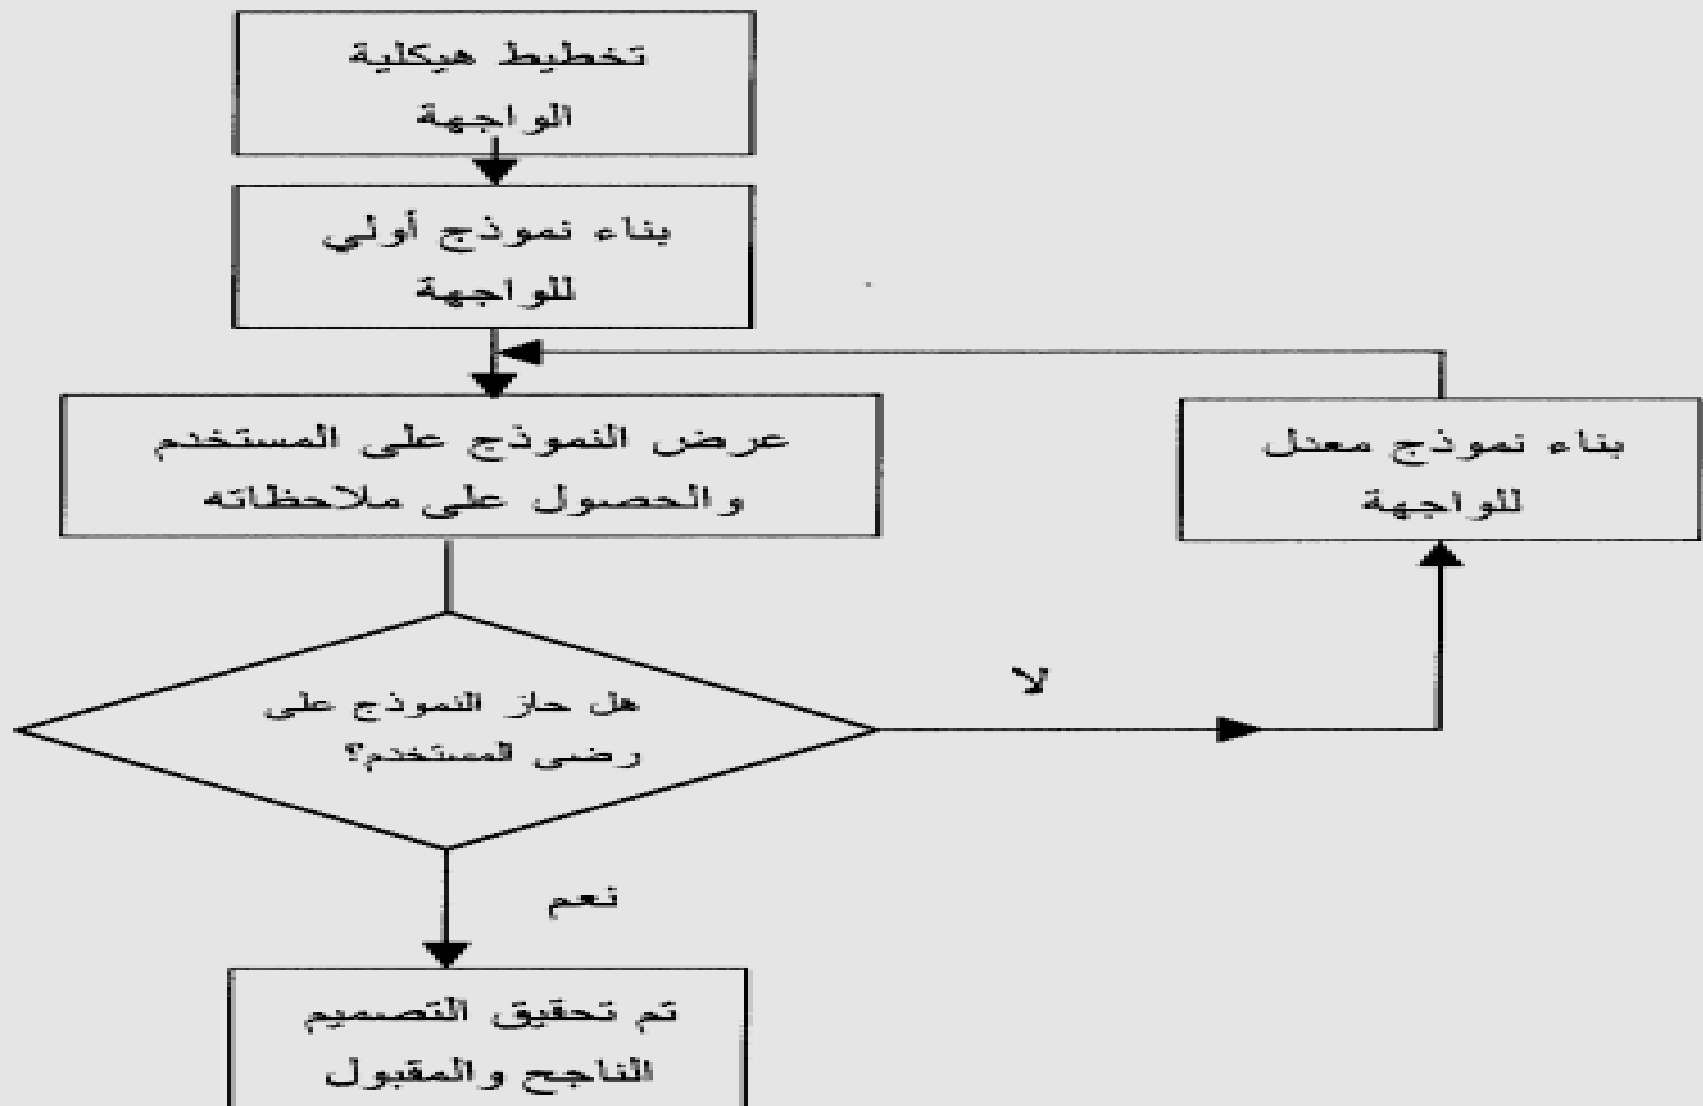 تخطيط هيكلية
الواجهة
بناء نموذج أولي
للواجهة
عرض النموذج على المستخدم
والحصول على ملاحظاته
بناء نموذج معدل
للواجهة
هل حاز النموذج على
رضى المستخدم؟
لا
نعم
تم تحقيق التصميم
الناجح والمقبول